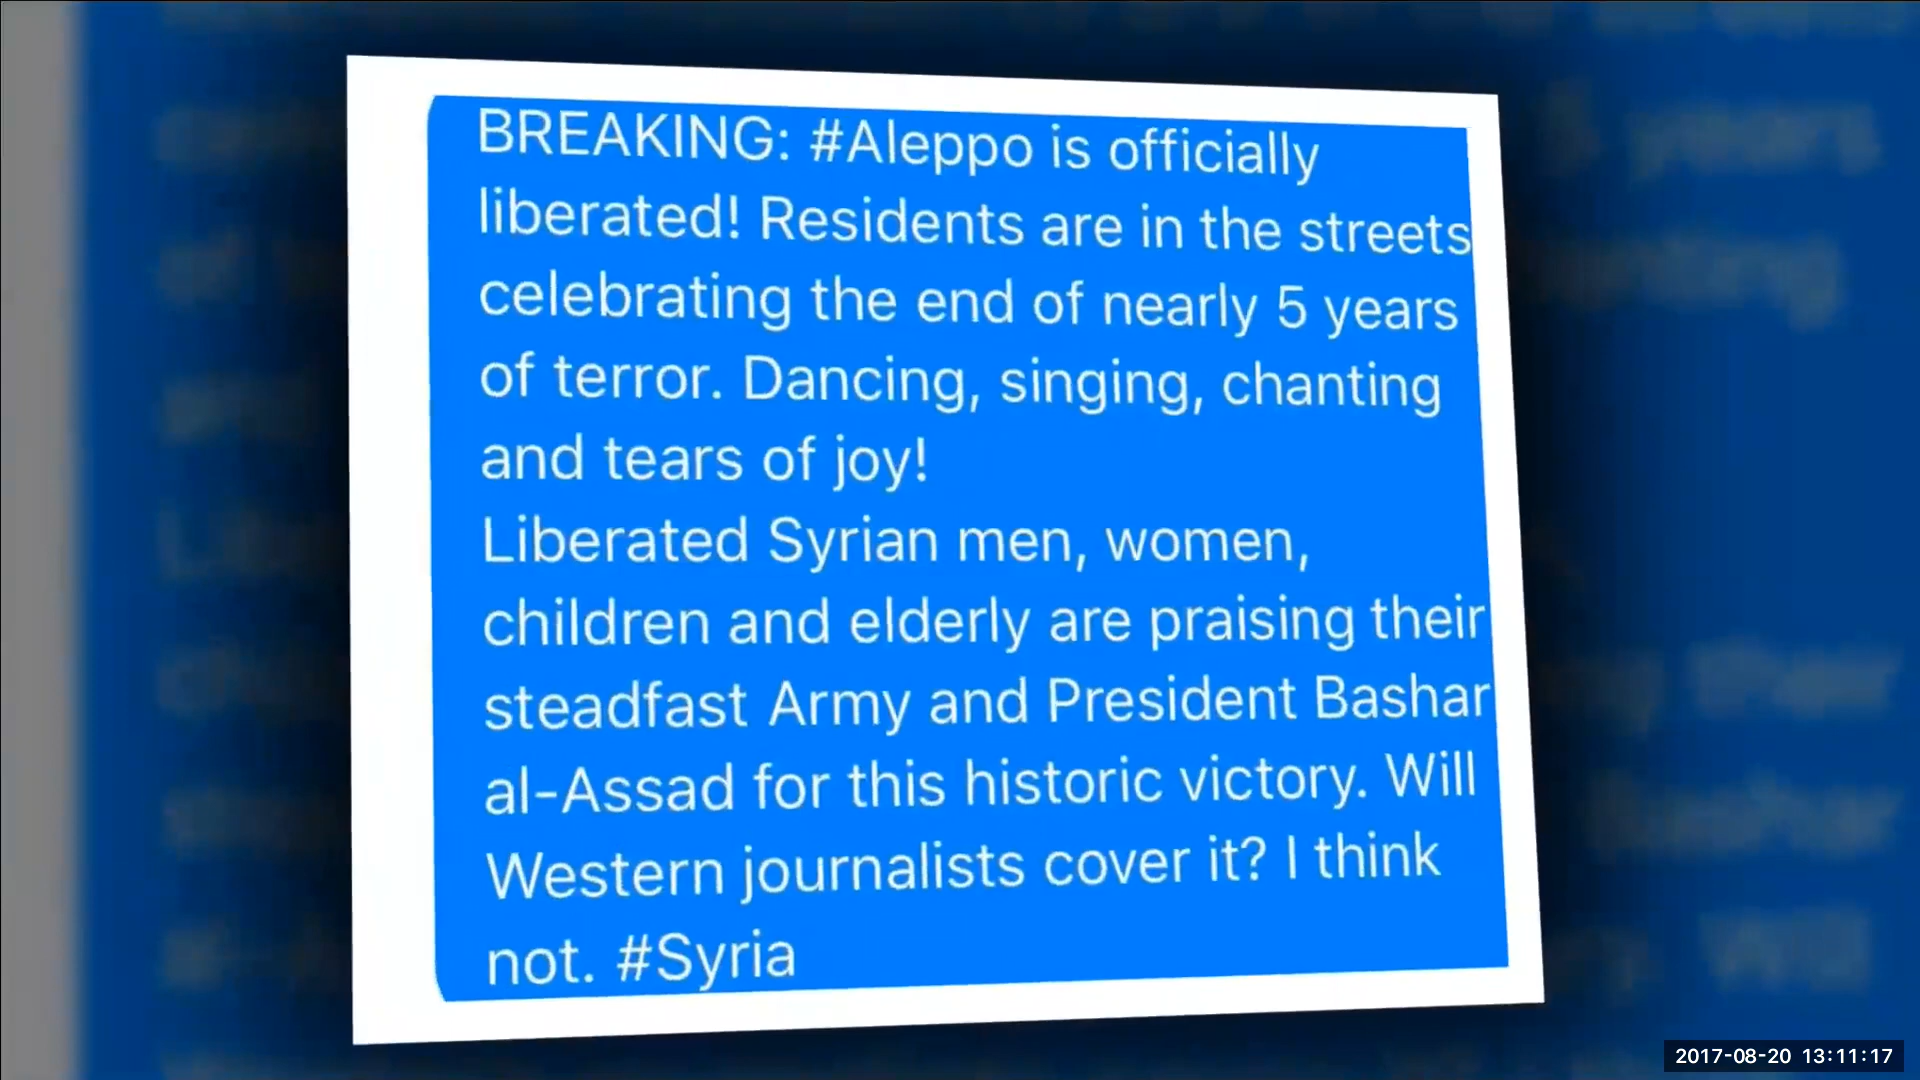 BREAKING: #Aleppo is officially
liberated! Residents are in the streets
celebrating the end of nearly 5 years
of terror. Dancing, singing, chanting
and tears of joy!
Liberated Syrian men, women,
children and elderly are praising their
steadfast Army and President Bashar
al-Assad for this historic victory. Will
Western journalists cover it? I think
not. #Syria
2017-08-20 13:11:17